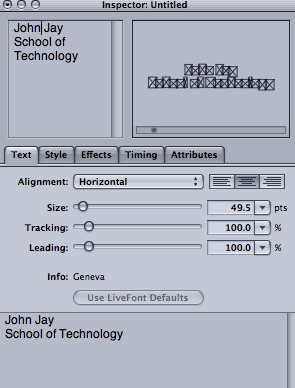 Inspector: Untitled
John Jay
School of
Technology
Text Style Effects Timing Attributes
Alignment: Horizontal
Size: 49.5 pts
Tracking: 100.0 %
Leading: 100.0 %
Info: Geneva
Use LiveFont Defaults
John Jay
School of Technology